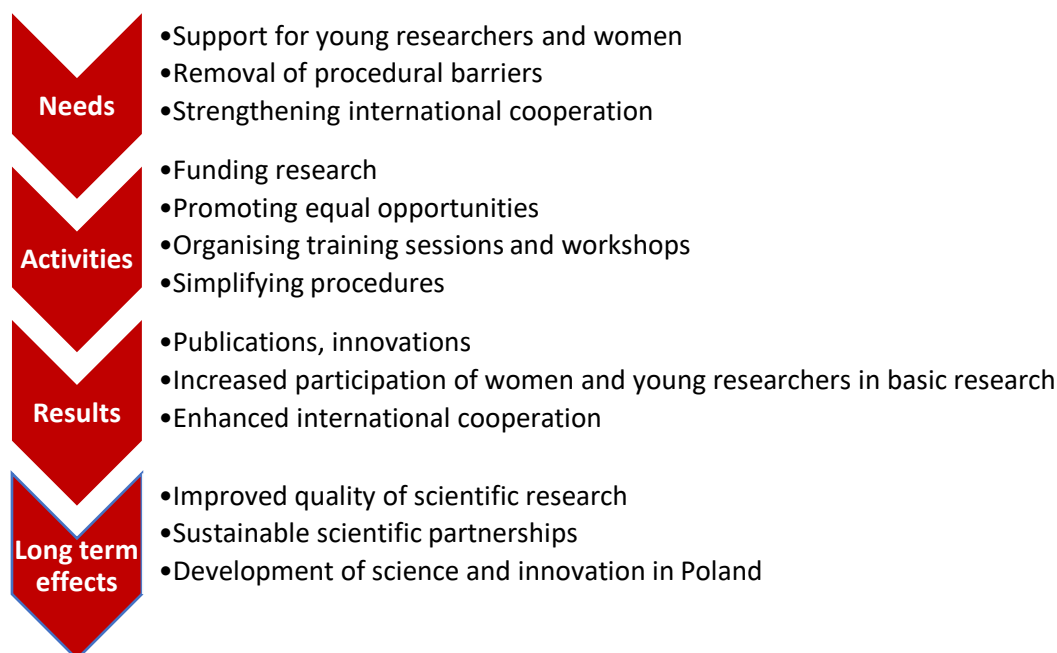 Needs
•Support for young researchers and women
•Removal of procedural barriers
•Strengthening international cooperation
Activities
•Funding research
•Promoting equal opportunities
•Organising training sessions and workshops
•Simplifying procedures
Results
•Publications, innovations
•Increased participation of women and young researchers in basic research
•Enhanced international cooperation
Long term
effects
•Improved quality of scientific research
•Sustainable scientific partnerships
•Development of science and innovation in Poland